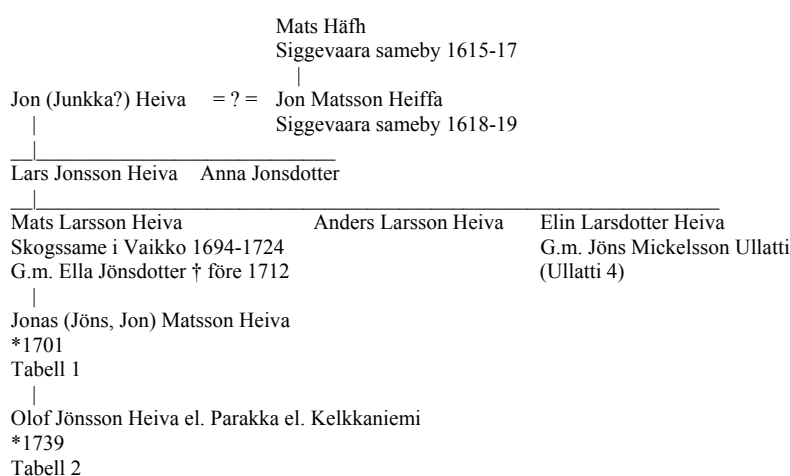 Mats Häfh
Siggevaara sameby 1615-17
Jon (Junkka?) Heiva = ? = Jon Matsson Heiffa
Siggevaara sameby 1618-19
Lars Jonsson Heiva Anna Jonsdotter
Mats Larsson Heiva Anders Larsson Heiva Elin Larsdotter Heiva
Skogssame i Vaikko 1694-1724 G.m. Jöns Mickelsson Ullatti
G.m. Ella Jönsdotter † före 1712 (Ullatti 4)
Jonas (Jöns, Jon) Matsson Heiva
*1701
Tabell 1
Olof Jönsson Heiva el. Parakka el. Kelkkaniemi
*1739
Tabell 2